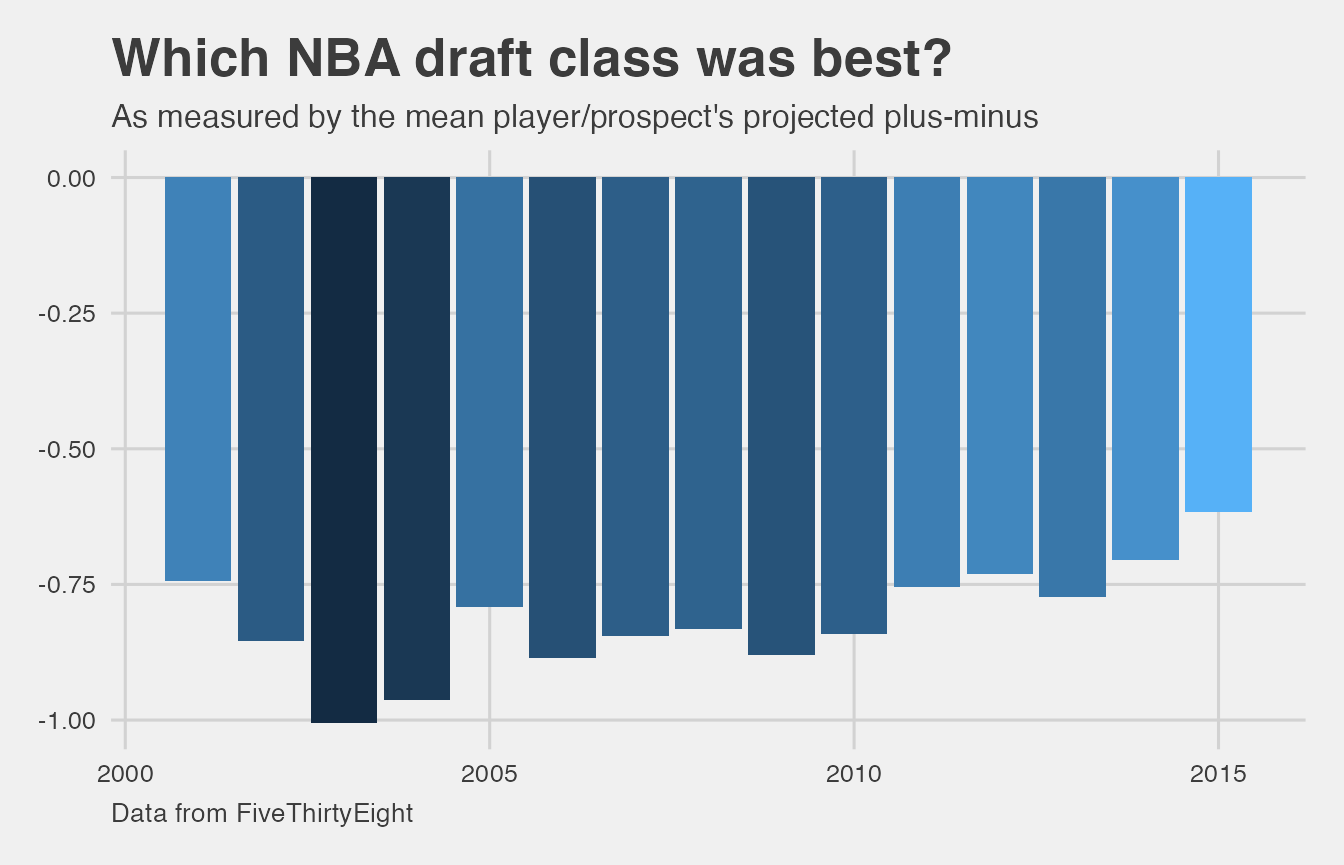 Which NBA draft class was best?
As measured by the mean player/prospect's projected plus-minus
0.00
-0.25
-0.50
-0.75
-1.00
2000 2005 2010 2015
Data from FiveThirtyEight